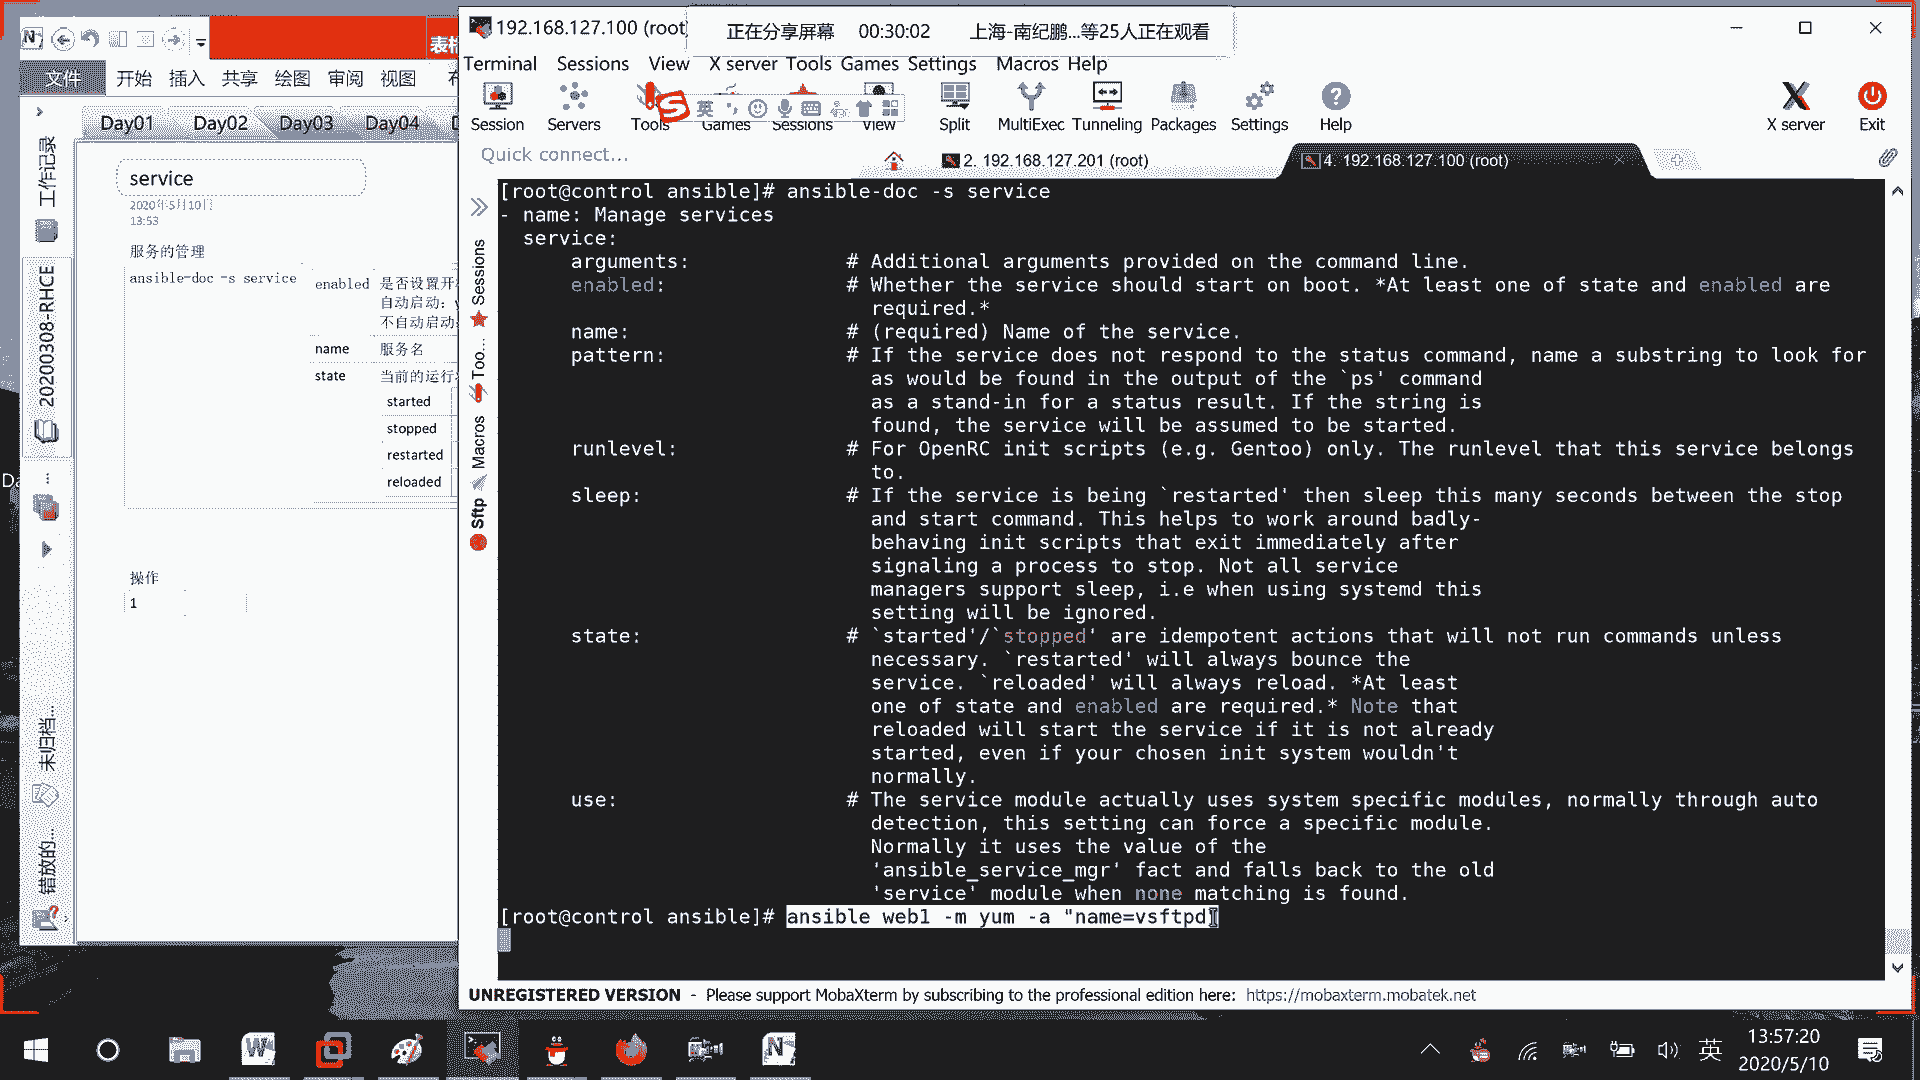 192.168.127.100 (root
正在分享屏幕 00:30:02 上海-南纪鹏...等25人正在观看
表格
文件 开始 插入 共享 绘图 审阅 视图
Terminal Sessions View X server Tools Games Settings Macros Help
英
Session Servers Tools Games Sessions View Split MultiExec Tunneling Packages Settings Help X server Exit
Day01 Day02 Day03 Day04
Quick connect...
2. 192.168.127.201 (root)
4. 192.168.127.100 (root)
工作记录
20200308-RHCE
未归档...
错放的...
service
2020年5月10日
13:53
服务的管理
ansible-doc -s service
enabled 是否设置开
自动启动:
不自动启动:
name 服务名
state 当前的运行
started
stopped
restarted
reloaded
操作
1
Sessions
Too...
Macros
Sftp
[root@control ansible]# ansible-doc -s service
- name: Manage services
service:
arguments: # Additional arguments provided on the command line.
enabled: # Whether the service should start on boot. *At least one of state and enabled are
required.*
name: # (required) Name of the service.
pattern: # If the service does not respond to the status command, name a substring to look for
as would be found in the output of the `ps' command
as a stand-in for a status result. If the string is
found, the service will be assumed to be started.
runlevel: # For OpenRC init scripts (e.g. Gentoo) only. The runlevel that this service belongs
to.
sleep: # If the service is being `restarted' then sleep this many seconds between the stop
and start command. This helps to work around badly-
behaving init scripts that exit immediately after
signaling a process to stop. Not all service
managers support sleep, i.e when using systemd this
setting will be ignored.
state: # `started'/`stopped' are idempotent actions that will not run commands unless
necessary. `restarted' will always bounce the
service. `reloaded' will always reload. *At least
one of state and enabled are required.* Note that
reloaded will start the service if it is not already
started, even if your chosen init system wouldn't
normally.
use: # The service module actually uses system specific modules, normally through auto
detection, this setting can force a specific module.
Normally it uses the value of the
'ansible_service_mgr' fact and falls back to the old
'service' module when none matching is found.
[root@control ansible]# ansible web1 -m yum -a "name=vsftpd
UNREGISTERED VERSION - Please support MobaXterm by subscribing to the professional edition here: https://mobaxterm.mobatek.net
英
13:57:20
2020/5/10